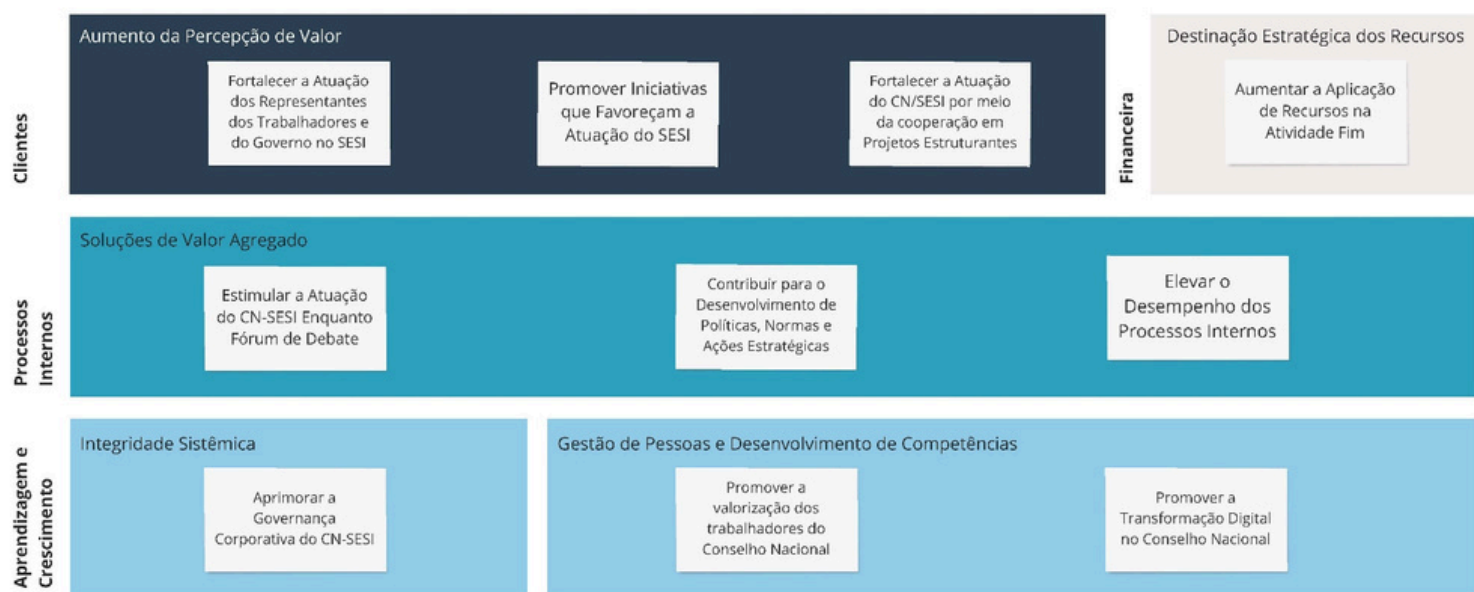 Clientes
Aumento da Percepção de Valor
Fortalecer a Atuação
dos Representantes
dos Trabalhadores e
do Governo no SESI
Promover Iniciativas
que Favoreçam a
Atuação do SESI
Fortalecer a Atuação
do CN/SESI por meio
da cooperação em
Projetos Estruturantes
Financeira
Destinação Estratégica dos Recursos
Aumentar a Aplicação
de Recursos na
Atividade Fim
Processos
Internos
Soluções de Valor Agregado
Estimular a Atuação
do CN-SESI Enquanto
Fórum de Debate
Contribuir para o
Desenvolvimento de
Políticas, Normas e
Ações Estratégicas
Elevar o
Desempenho dos
Processos Internos
Aprendizagem e
Crescimento
Integridade Sistêmica
Aprimorar a
Governança
Corporativa do CN-SESI
Gestão de Pessoas e Desenvolvimento de Competências
Promover a
valorização dos
trabalhadores do
Conselho Nacional
Promover a
Transformação Digital
no Conselho Nacional